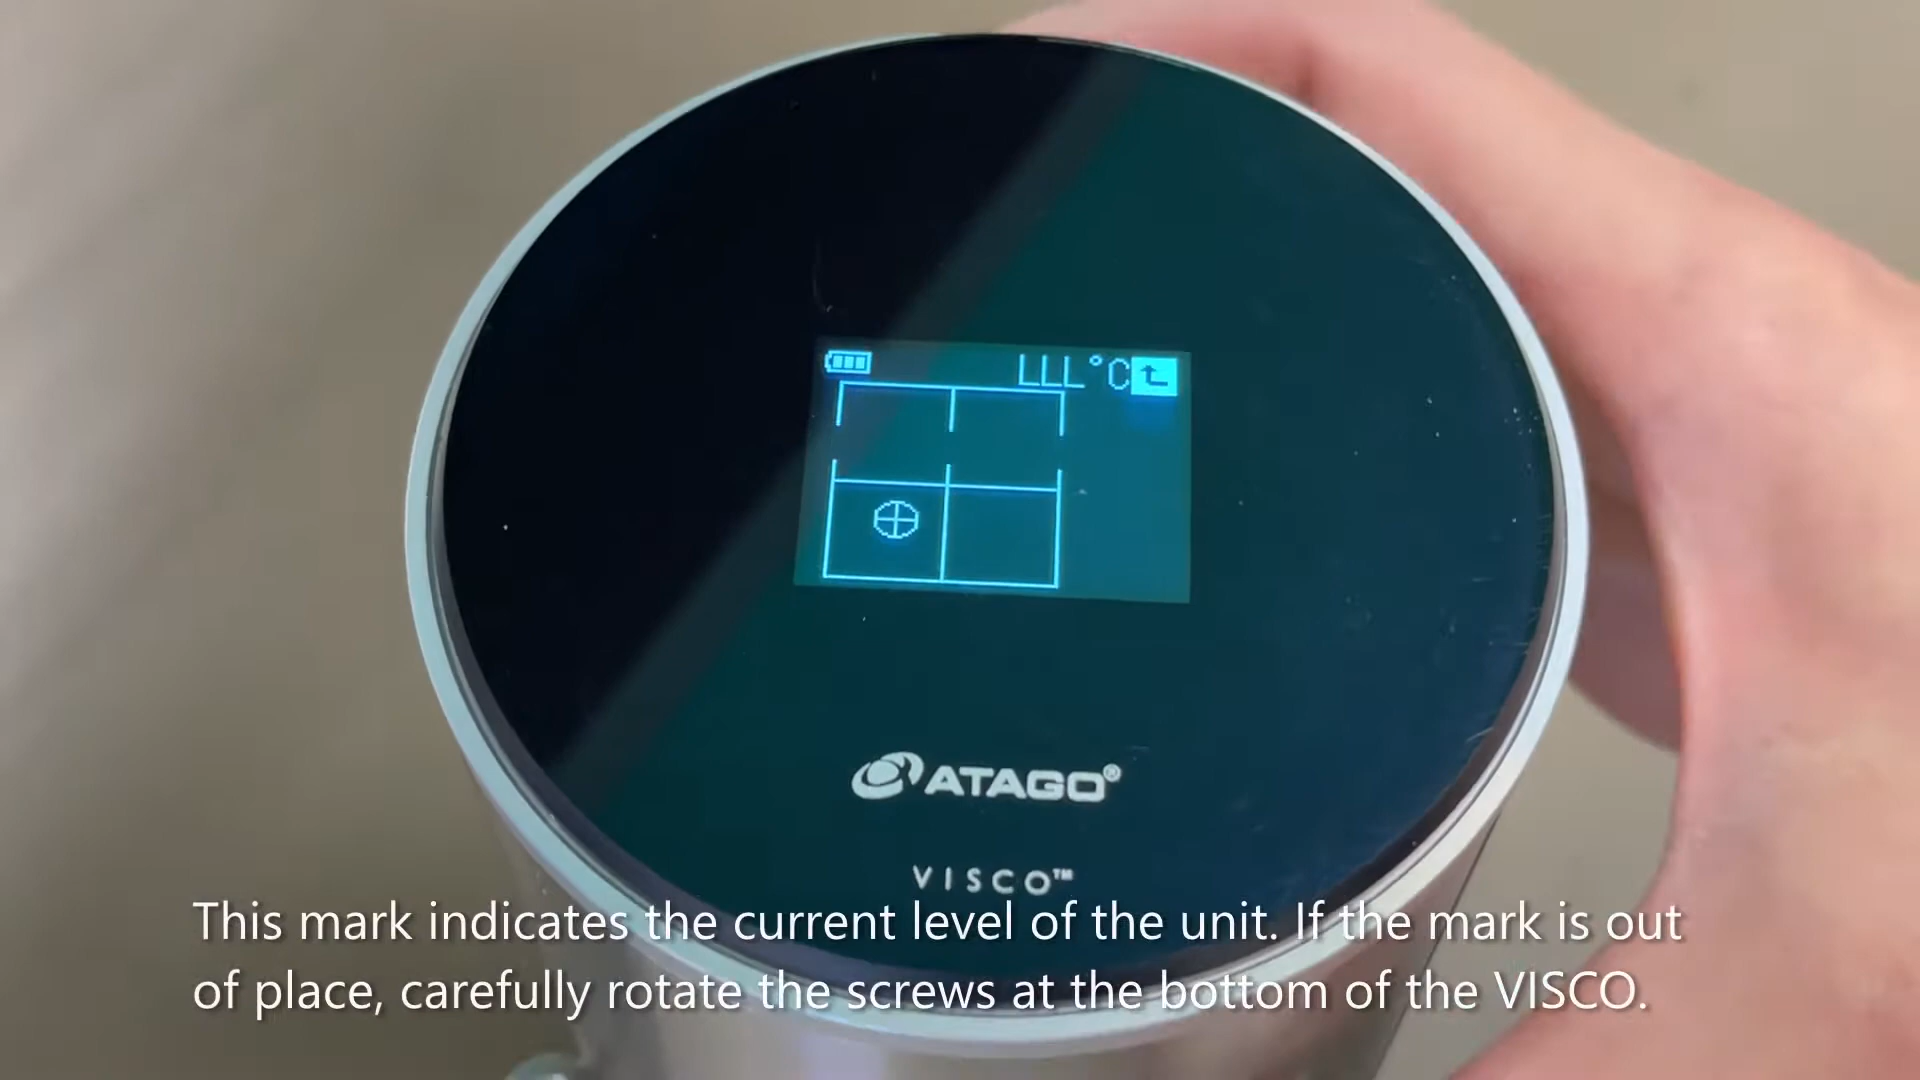 LLL °C
ATAGO®
VISCO™
This mark indicates the current level of the unit. If the mark is out
of place, carefully rotate the screws at the bottom of the VISCO.